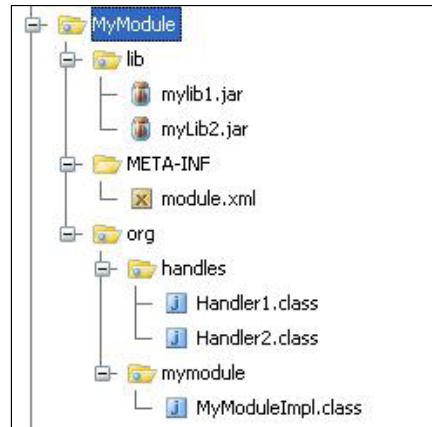 MyModule
lib
mylib1.jar
myLib2.jar
META-INF
module.xml
org
handles
Handler1.class
Handler2.class
mymodule
MyModuleImpl.class